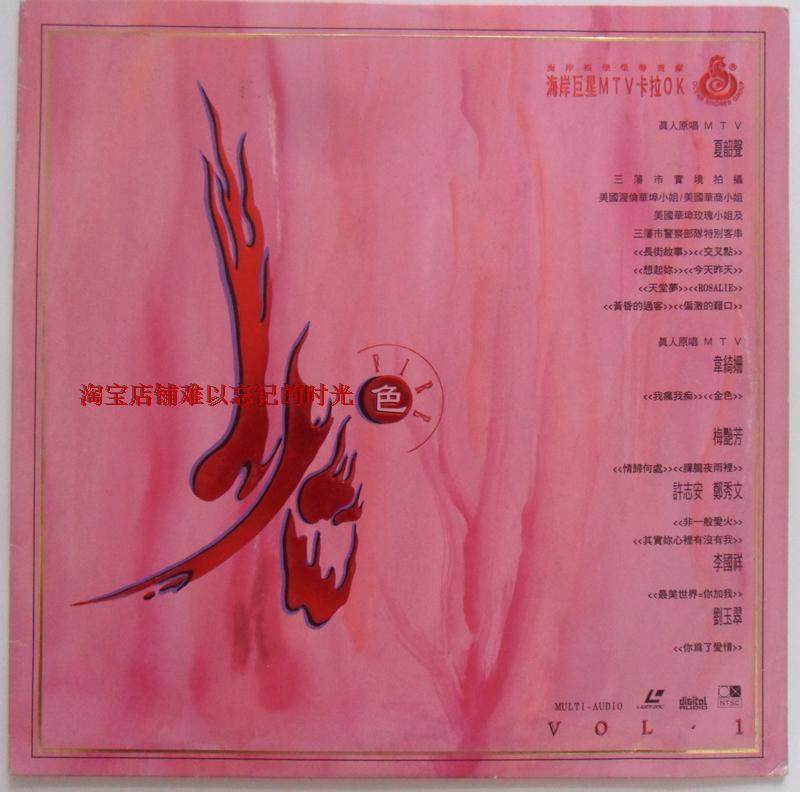 海岸巨星MTV卡拉OK
眞人原唱MTV
夏韶聲
三藩市實境拍攝
美國渥倫華埠小姐/美國華裔小姐
美國華埠玫瑰小姐及
三藩市警察部隊特別客串
<<長街故事>><<交叉點>>
<<想起妳>><<今天昨天>>
<<天堂夢>><<ROSALIE>>
<<黃昏的過客>><<偏激的藉口>>
眞人原唱MTV
韋綺姍
<<我瘋我痴>><<金色>>
梅艷芳
<<情歸何處>><<朦朧夜雨裡>>
許志安 鄭秀文
<<非一般愛火>>
<<其實妳心裡有沒有我>>
李國祥
<<最美世界=你加我>>
劉玉翠
<<你爲了愛情>>
FIRE
色
淘宝店铺难以忘记的时光
MULTI-AUDIO
LASERDISC
digital AUDIO
NTSC
VOL.1